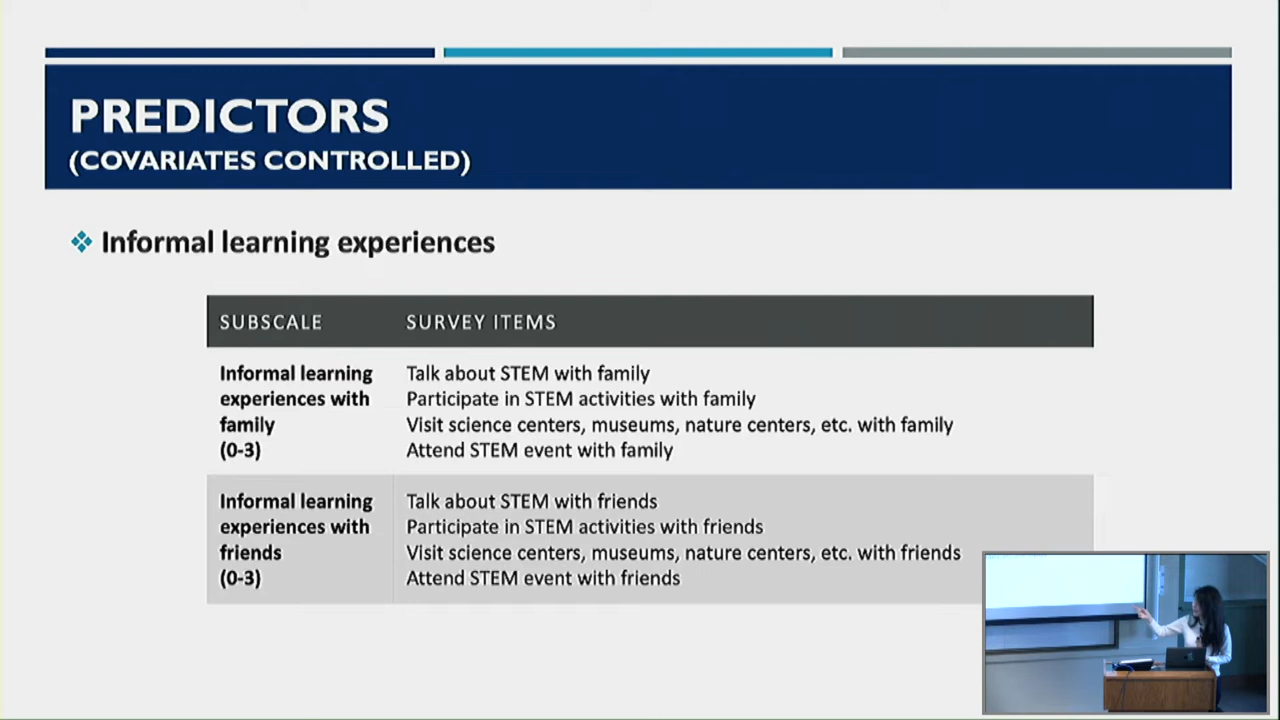 PREDICTORS
(COVARIATES CONTROLLED)
Informal learning experiences
SUBSCALE SURVEY ITEMS
Informal learning experiences with family (0-3)
Talk about STEM with family
Participate in STEM activities with family
Visit science centers, museums, nature centers, etc. with family
Attend STEM event with family
Informal learning experiences with friends (0-3)
Talk about STEM with friends
Participate in STEM activities with friends
Visit science centers, museums, nature centers, etc. with friends
Attend STEM event with friends